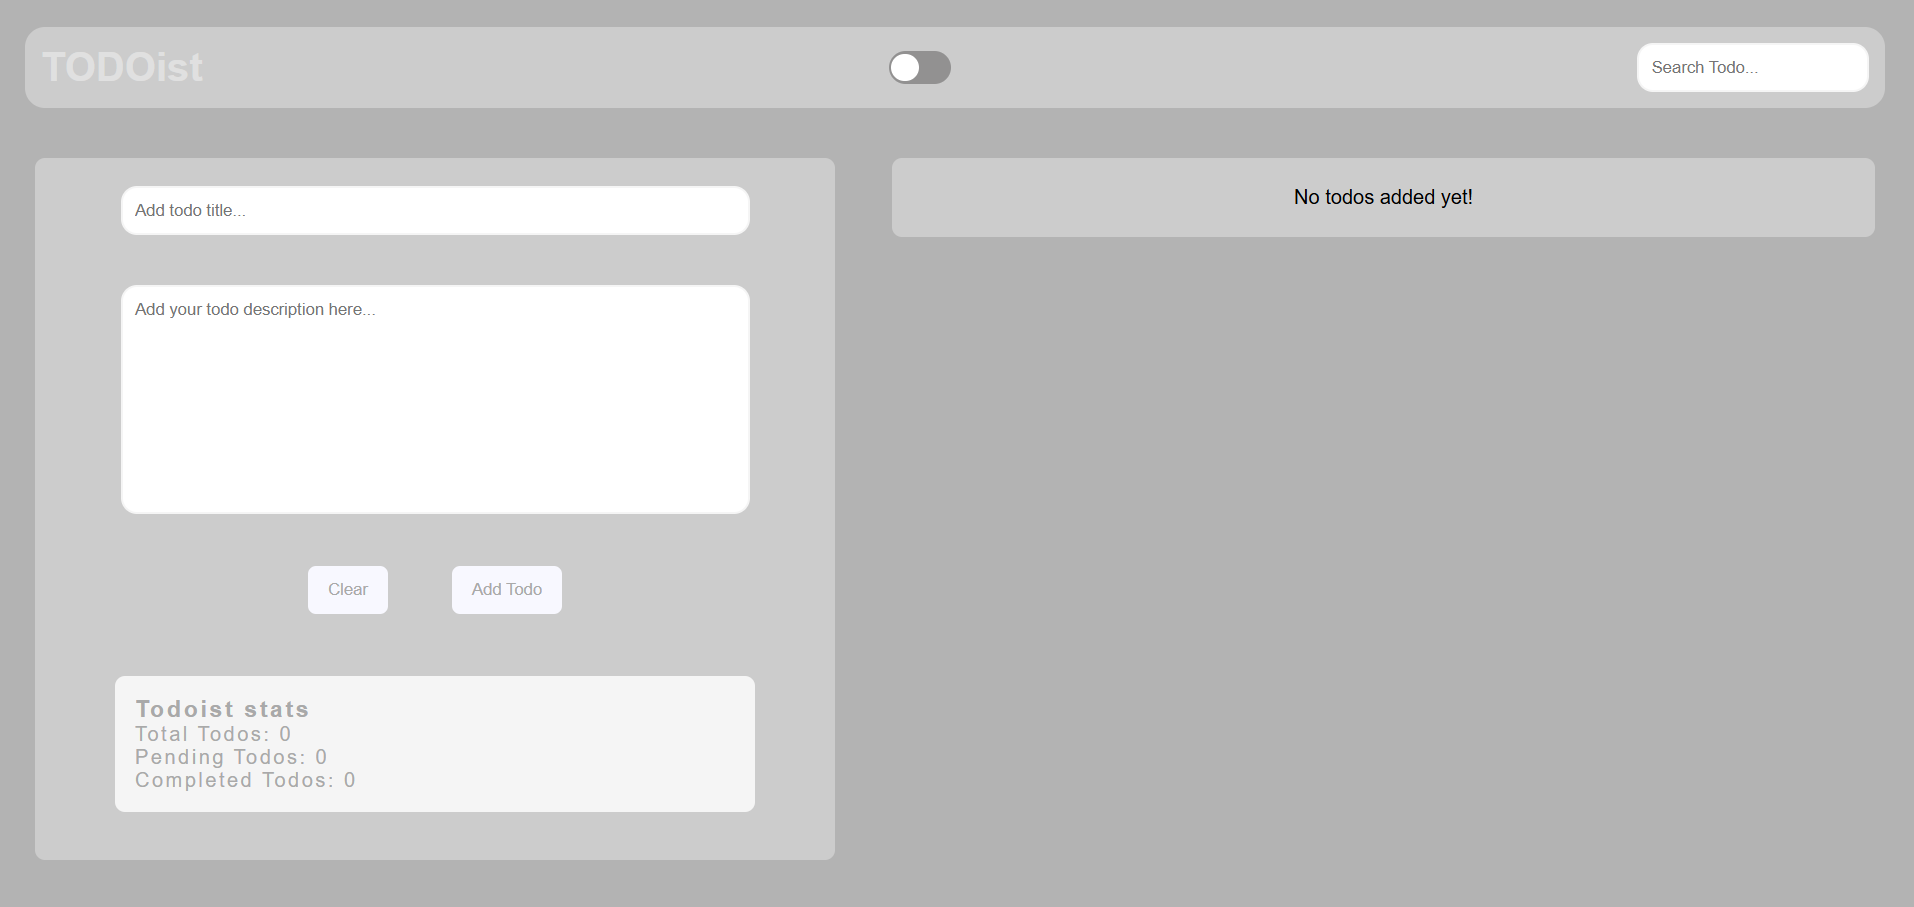 TODOist
Search Todo...
Add todo title...
Add your todo description here...
Clear
Add Todo
Todoist stats
Total Todos: 0
Pending Todos: 0
Completed Todos: 0
No todos added yet!